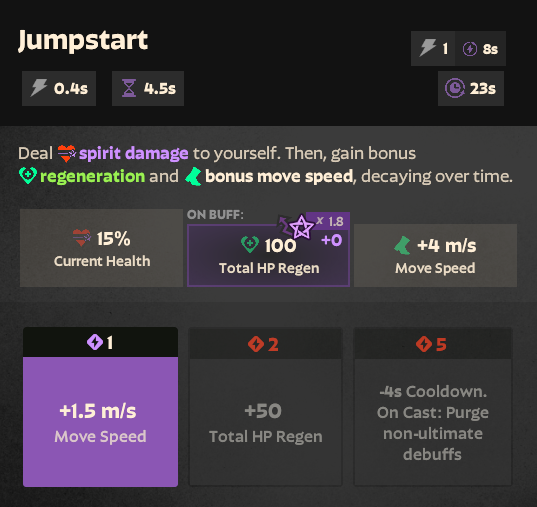 Jumpstart
1 8s
0.4s 4.5s 23s
Deal spirit damage to yourself. Then, gain bonus
regeneration and bonus move speed, decaying over time.
ON BUFF: x 1.8
15% 100 +0 +4 m/s
Current Health Total HP Regen Move Speed
1 2 5
+1.5 m/s
Move Speed
+50
Total HP Regen
-4s Cooldown.
On Cast: Purge
non-ultimate
debuffs